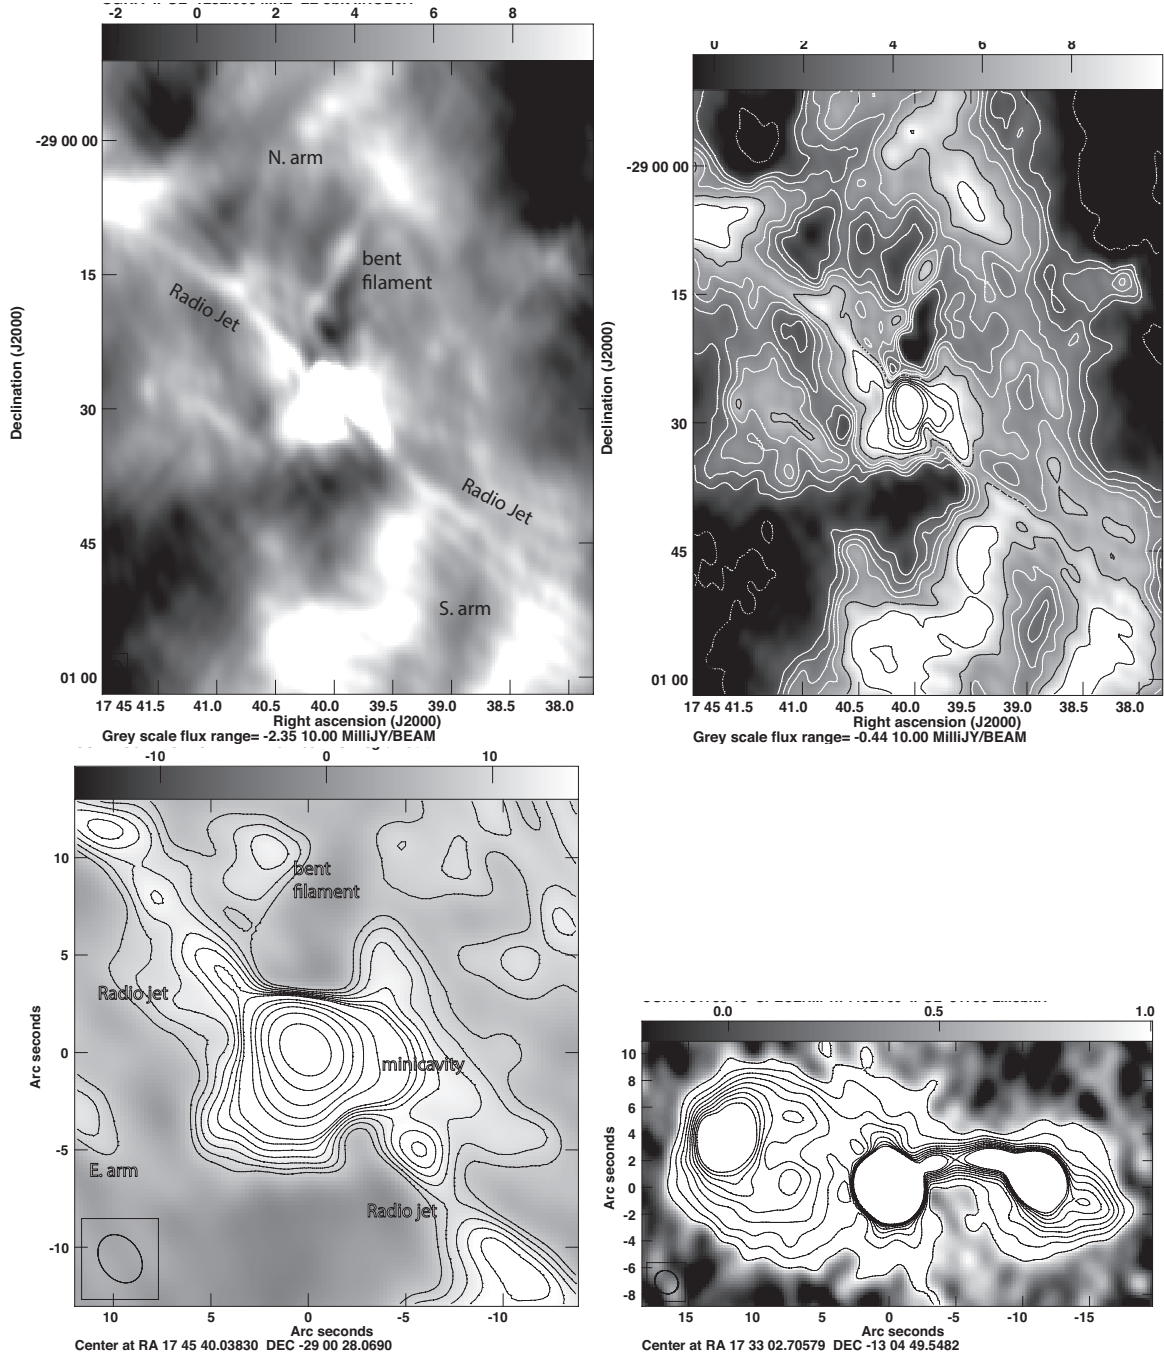 -2 0 2 4 6 8
-29 00 00
15
30
45
01 00
Declination (J2000)
N. arm
bent
filament
Radio Jet
Radio Jet
S. arm
17 45 41.5 41.0 40.5 40.0 39.5 39.0 38.5 38.0
Right ascension (J2000)
Grey scale flux range= -2.35 10.00 MilliJY/BEAM
0 2 4 6 8
-29 00 00
15
30
45
01 00
Declination (J2000)
17 45 41.5 41.0 40.5 40.0 39.5 39.0 38.5 38.0
Right ascension (J2000)
Grey scale flux range= -0.44 10.00 MilliJY/BEAM
-10 0 10
10
5
0
-5
-10
Arc seconds
bent
filament
Radio jet
minicavity
E. arm
Radio jet
10 5 0 -5 -10
Arc seconds
Center at RA 17 45 40.03830 DEC -29 00 28.0690
0.0 0.5 1.0
10
8
6
4
2
0
-2
-4
-6
-8
Arc seconds
15 10 5 0 -5 -10 -15
Arc seconds
Center at RA 17 33 02.70579 DEC -13 04 49.5482